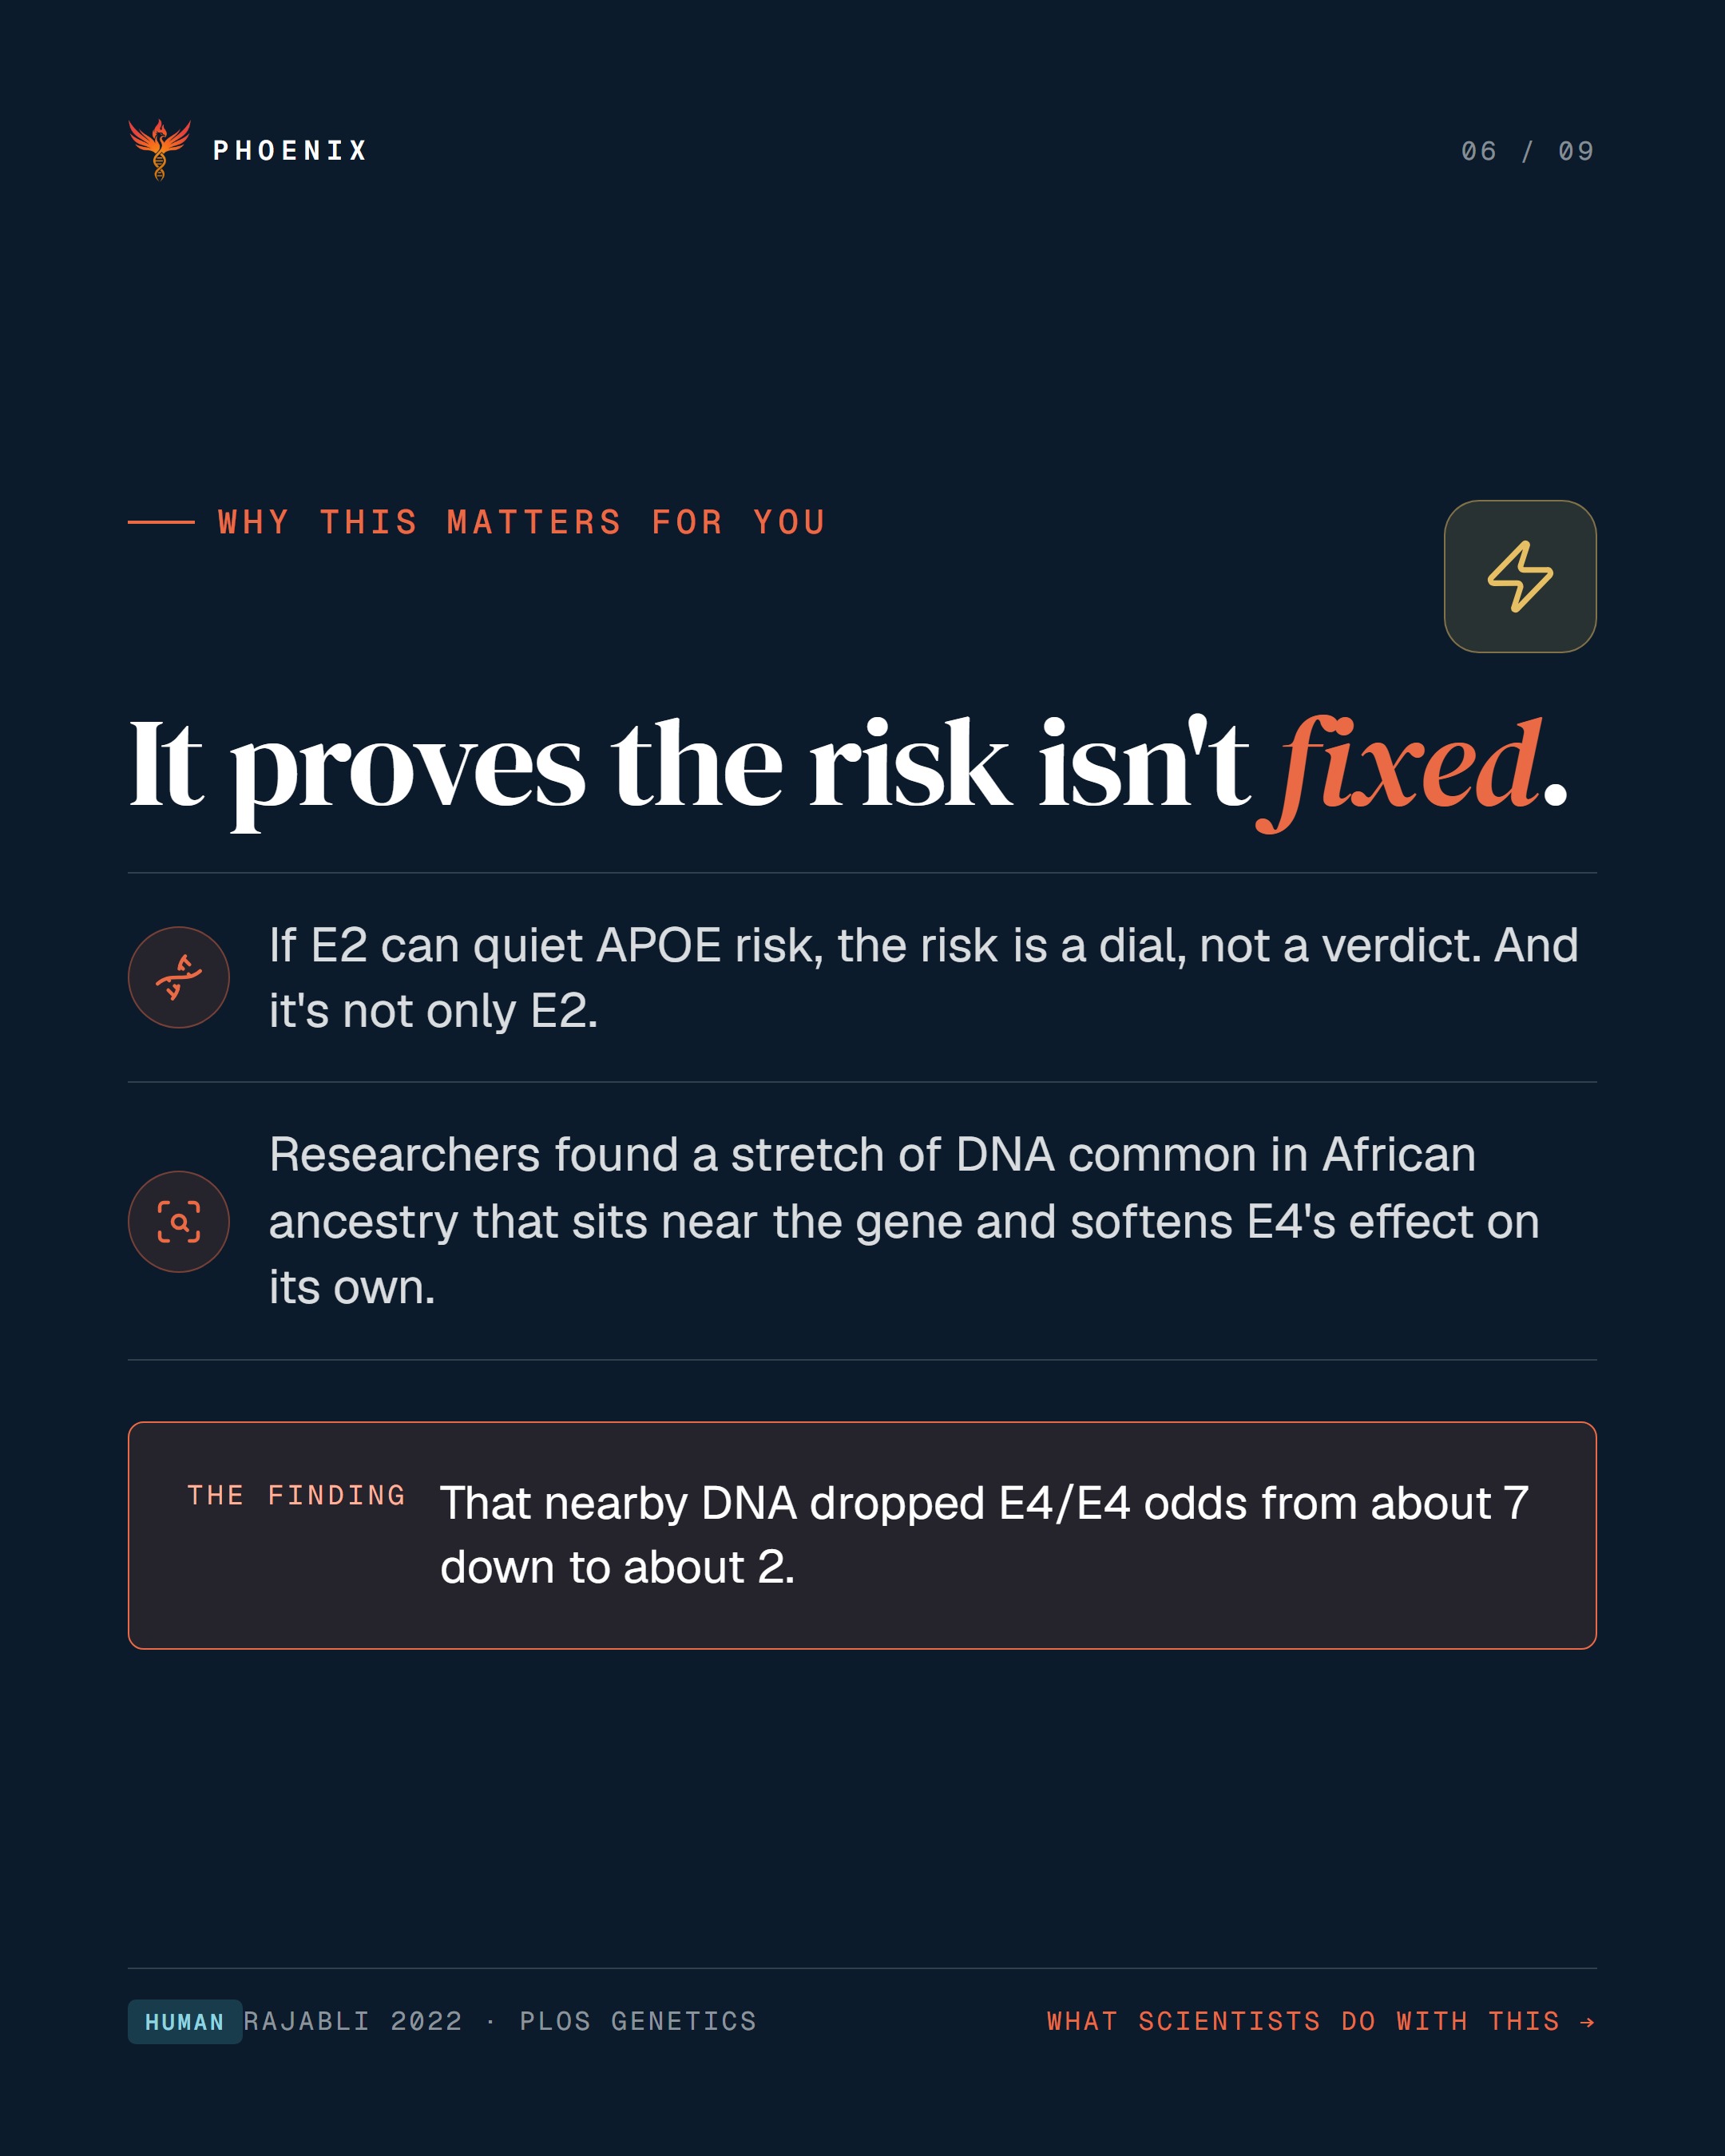 PHOENIX
06 / 09
WHY THIS MATTERS FOR YOU
It proves the risk isn't fixed.
If E2 can quiet APOE risk, the risk is a dial, not a verdict. And
it's not only E2.
Researchers found a stretch of DNA common in African
ancestry that sits near the gene and softens E4's effect on
its own.
THE FINDING
That nearby DNA dropped E4/E4 odds from about 7
down to about 2.
HUMAN RAJABLI 2022 · PLOS GENETICS
WHAT SCIENTISTS DO WITH THIS →